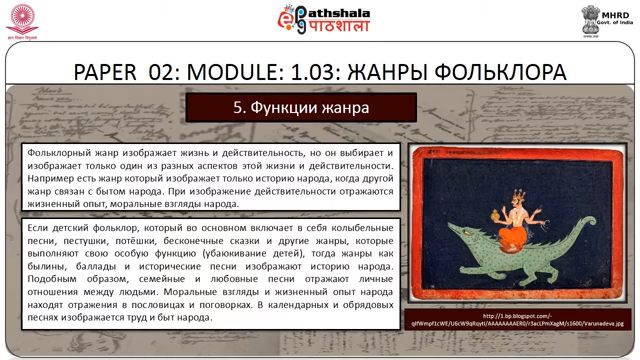 ePathshala
पाठशाला
MHRD
Govt. of India
PAPER 02: MODULE: 1.03: ЖАНРЫ ФОЛЬКЛОРА
5. Функции жанра
Фольклорный жанр изображает жизнь и действительность, но он выбирает и
изображает только один из разных аспектов этой жизни и действительности.
Например есть жанр который изображает только историю народа, когда другой
жанр связан с бытом народа. При изображение действительности отражаются
жизненный опыт, моральные взгляды народа.
Если детский фольклор, который во основном включает в себя колыбельные
песни, пестушки, потёшки, бесконечные сказки и другие жанры, которые
выполняют свою особую функцию (убаюкивание детей), тогда жанры как
былины, баллады и исторические песни изображают историю народа.
Подобным образом, семейные и любовные песни отражают личные
отношения между людьми. Моральные взгляды и жизненный опыт народа
находят отражения в пословицах и поговорках. В календарных и обрядовых
песнях изображается труд и быт народа.
http://1.bp.blogspot.com/-